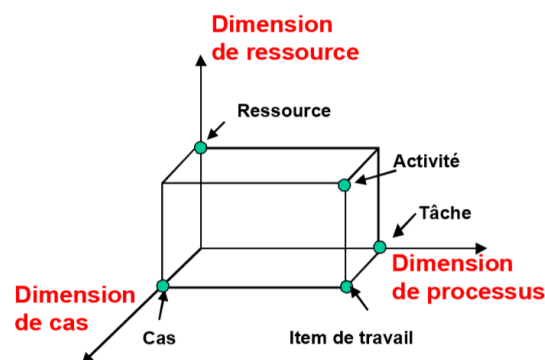 Dimension
de ressource
Ressource
Activité
Tâche
Dimension
de processus
Dimension
de cas
Cas
Item de travail